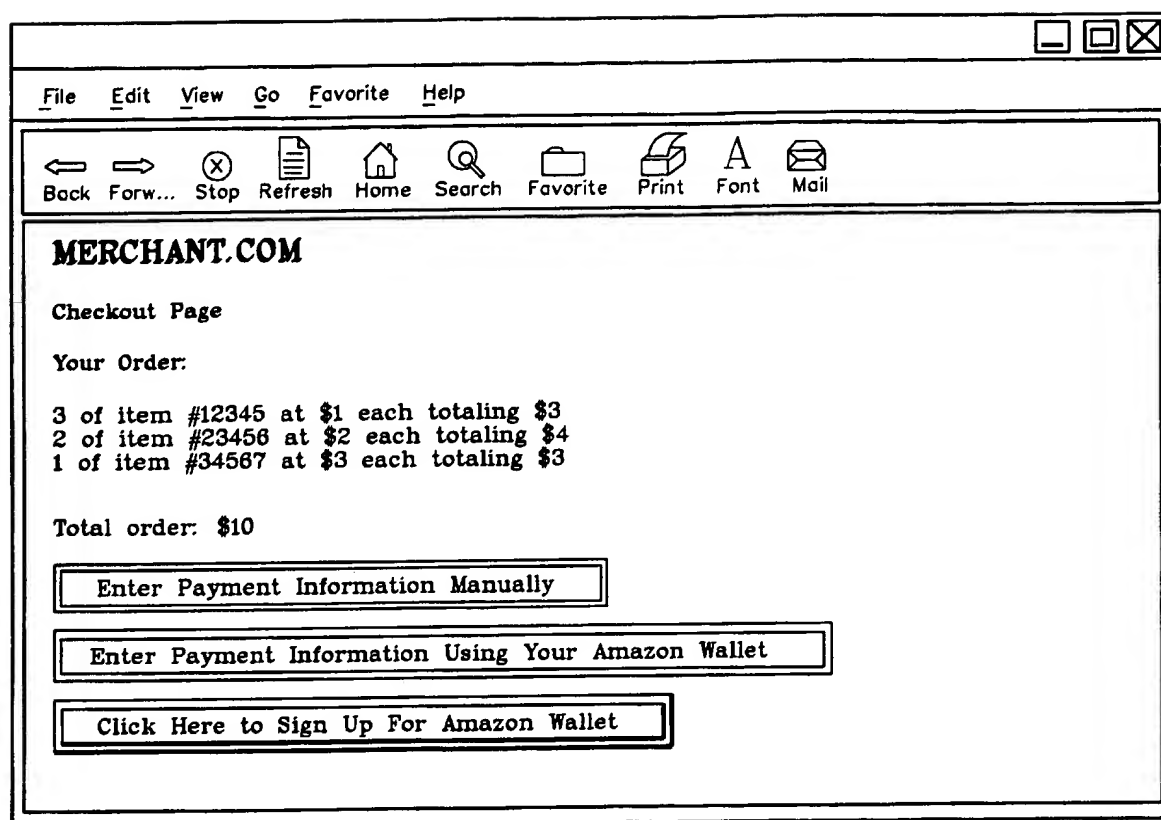 File Edit View Go Favorite Help
Back Forw... Stop Refresh Home Search Favorite Print Font Mail
MERCHANT.COM
Checkout Page
Your Order:
3 of item #12345 at $1 each totaling $3
2 of item #23456 at $2 each totaling $4
1 of item #34567 at $3 each totaling $3
Total order: $10
Enter Payment Information Manually
Enter Payment Information Using Your Amazon Wallet
Click Here to Sign Up For Amazon Wallet